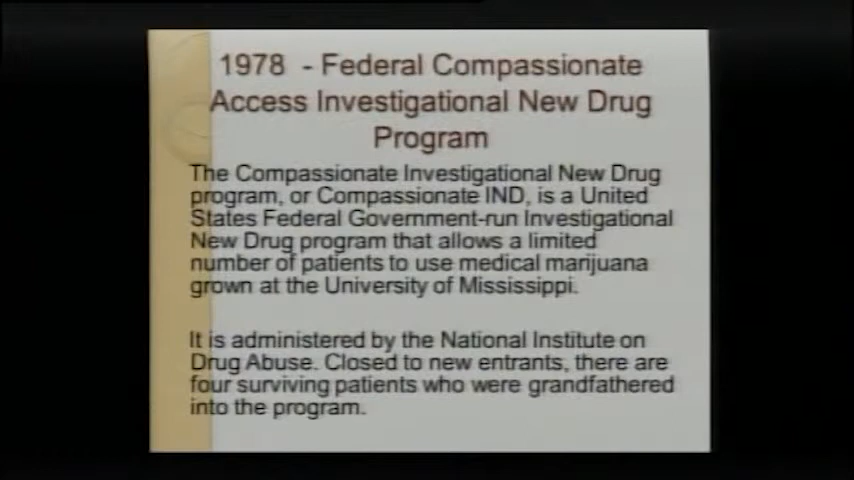 1978 - Federal Compassionate
Access Investigational New Drug
Program
The Compassionate Investigational New Drug
program, or Compassionate IND, is a United
States Federal Government-run Investigational
New Drug program that allows a limited
number of patients to use medical marijuana
grown at the University of Mississippi.
It is administered by the National Institute on
Drug Abuse. Closed to new entrants, there are
four surviving patients who were grandfathered
into the program.